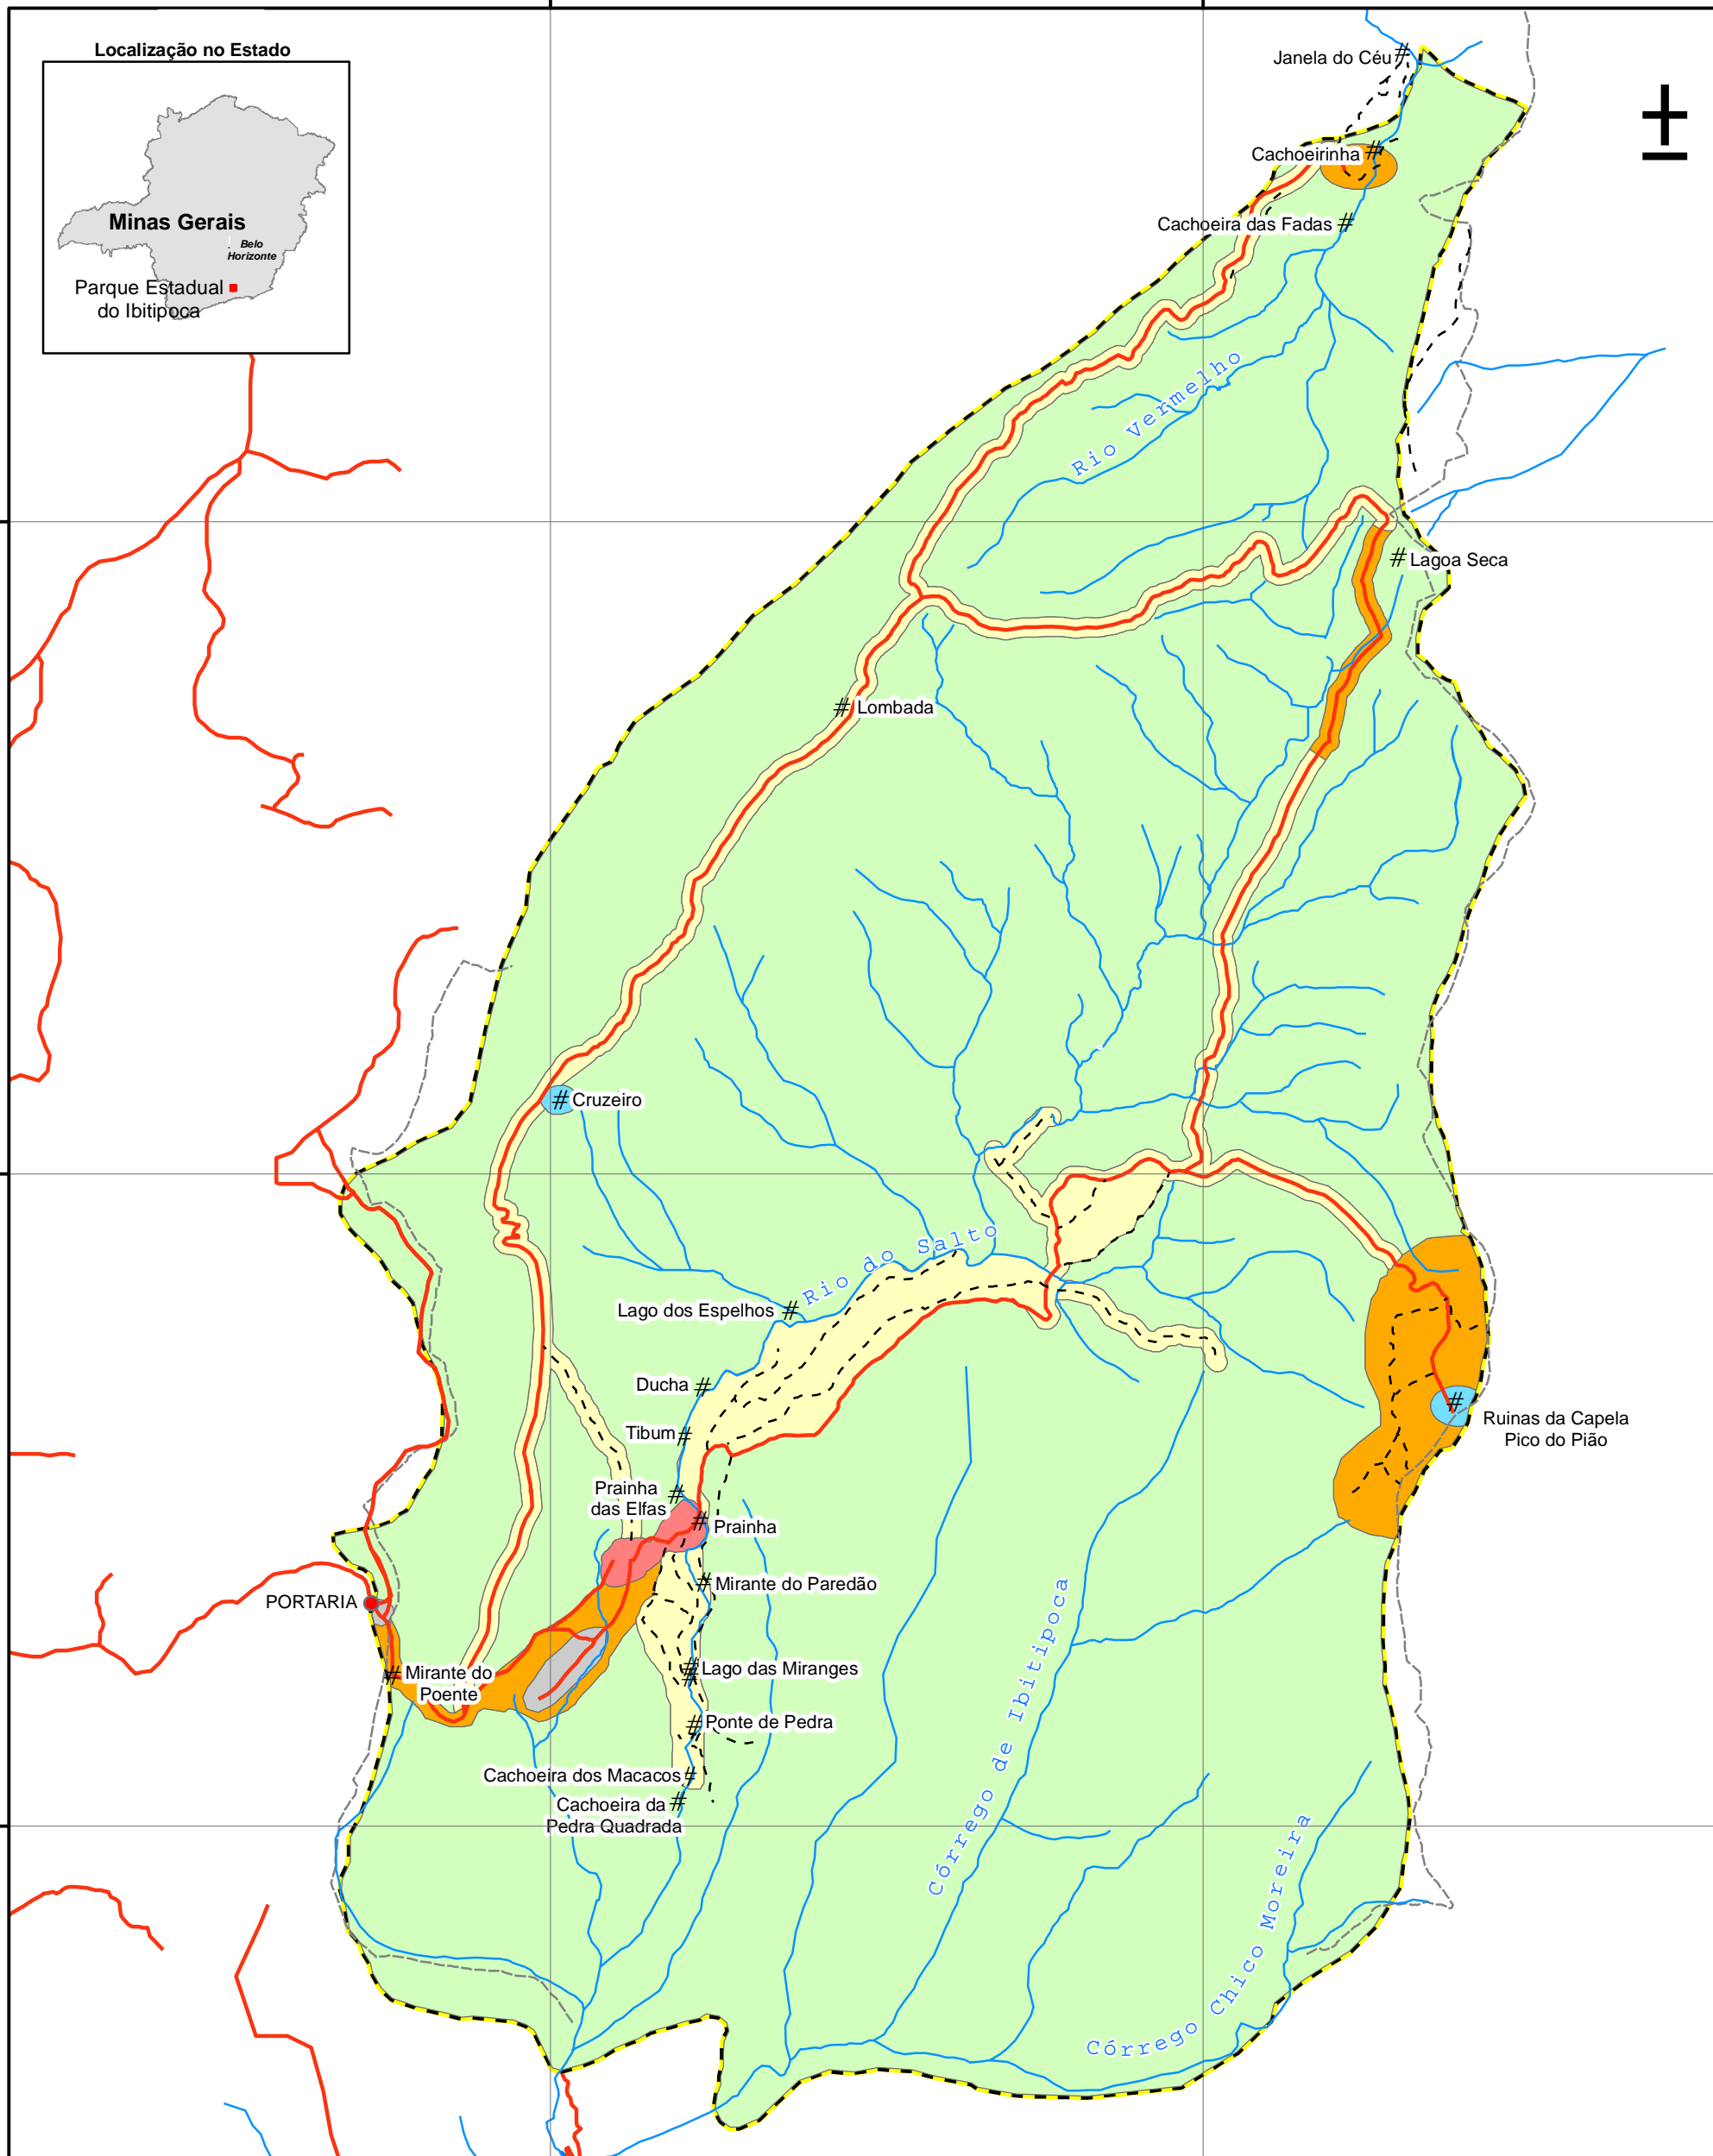 Localização no Estado
Minas Gerais
Belo
Horizonte
Parque Estadual
do Ibitipoca
Janela do Céu #
Cachoeirinha #
Cachoeira das Fadas #
Rio Vermelho
# Lagoa Seca
# Lombada
# Cruzeiro
Rio do Salto
Lago dos Espelhos #
Ducha #
Tibum #
#
Ruinas da Capela
Pico do Pião
Prainha
das Elfas #
# Prainha
# Mirante do Paredão
PORTARIA
# Mirante do
Poente
# Lago das Miranges
# Ponte de Pedra
Cachoeira dos Macacos #
Cachoeira da #
Pedra Quadrada
Córrego de Ibitipoca
Córrego Chico Moreira